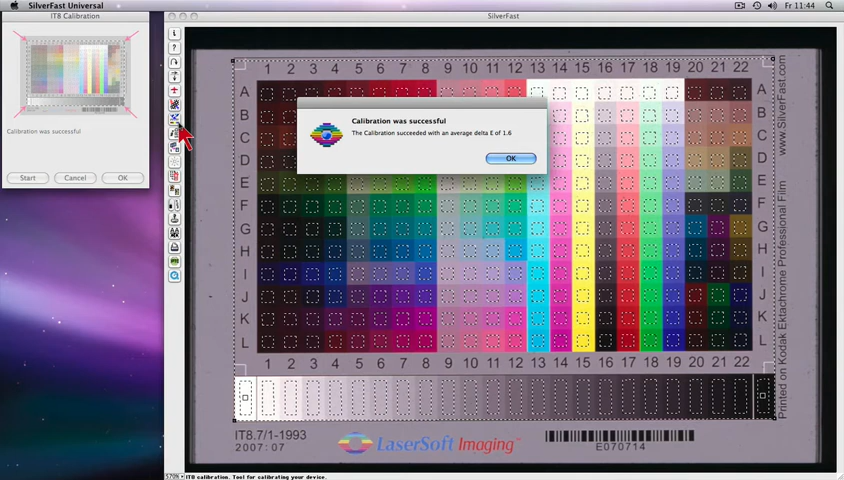 SilverFast Universal
Fr 11:44
IT8 Calibration
SilverFast
Calibration was successful
Start
Cancel
OK
Calibration was successful
The Calibration succeeded with an average delta E of 1.6
OK
1 2 3 4 5 6 7 8 9 10 11 12 13 14 15 16 17 18 19 20 21 22
A A
B B
C C
D D
E E
F F
G G
H H
I I
J J
K K
L L
1 2 3 4 5 6 7 8 9 10 11 12 13 14 15 16 17 18 19 20 21 22
www.SilverFast.com
Printed on Kodak Ektachrome Professional Film
IT8.7/1-1993
2007:07
LaserSoft Imaging
E070714
IT8 calibration. Tool for calibrating your device.